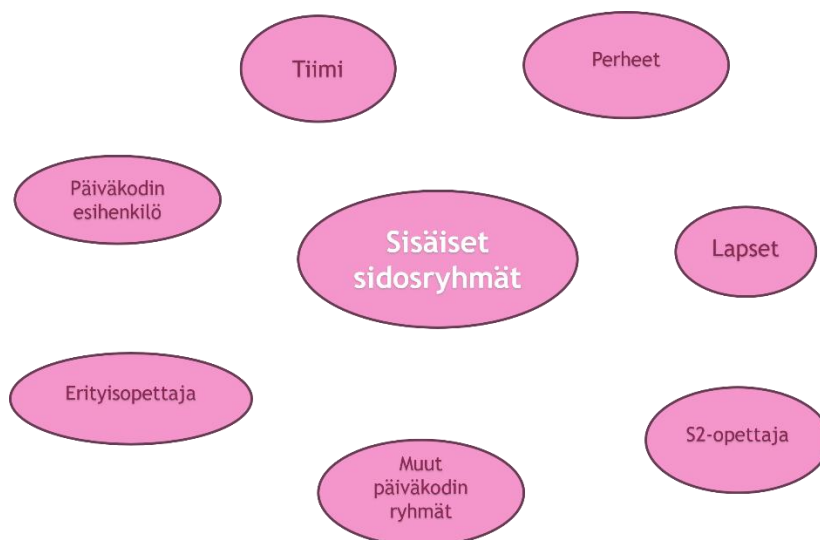 Tiimi
Perheet
Päiväkodin
esihenkilö
Sisäiset
sidosryhmät
Lapset
Erityisopettaja
S2-opettaja
Muut
päiväkodin
ryhmät